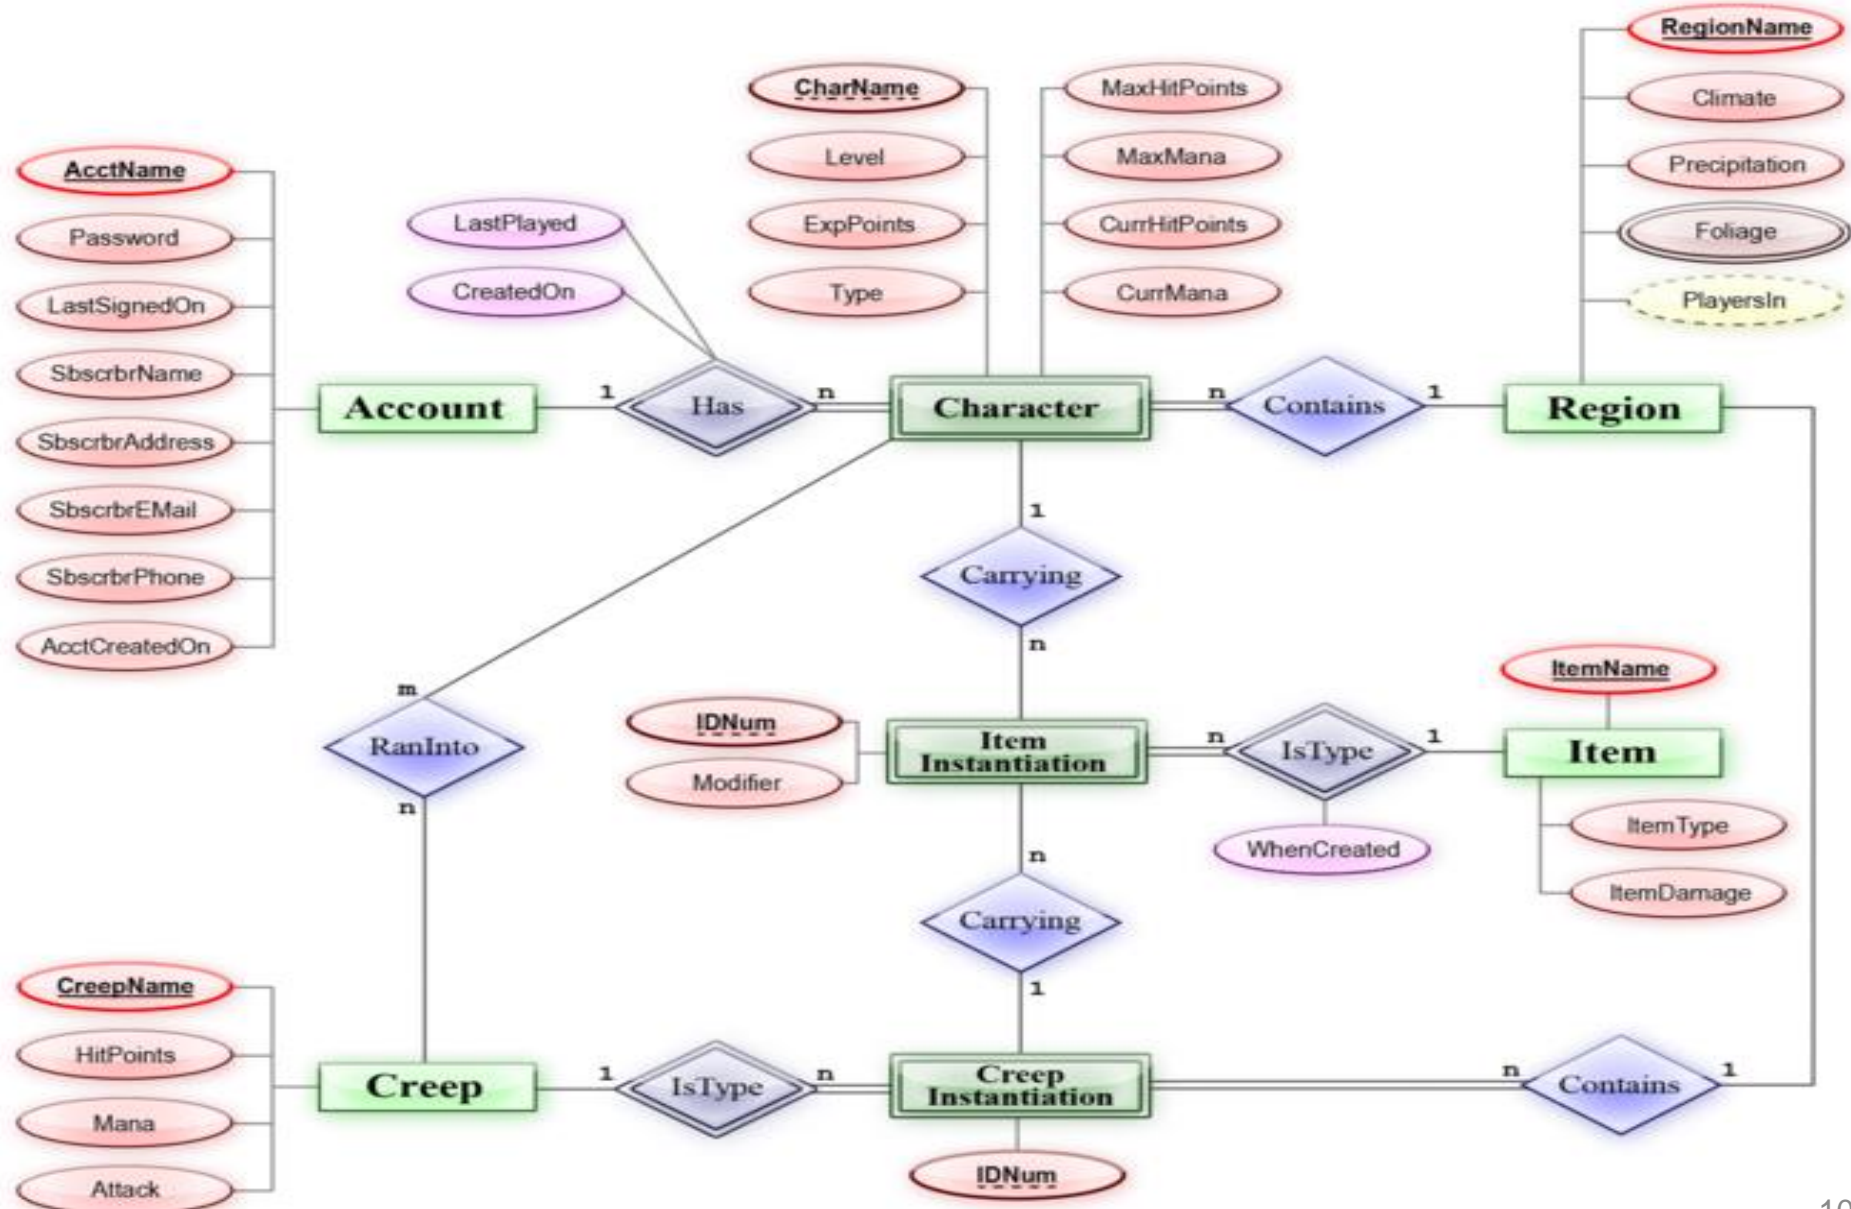 RegionName
CharName
MaxHitPoints
Climate
AcctName
Level
MaxMana
Precipitation
Password
LastPlayed
ExpPoints
CurrHitPoints
Foliage
LastSignedOn
CreatedOn
Type
CurrMana
PlayersIn
SbscrbrName
Account
1
Has
n
Character
n
Contains
1
Region
SbscrbrAddress
SbscrbrEMail
1
SbscrbrPhone
Carrying
AcctCreatedOn
n
m
ItemName
RanInto
IDNum
Item
Instantiation
n
IsType
1
Item
Modifier
n
WhenCreated
ItemType
n
ItemDamage
Carrying
CreepName
1
HitPoints
Creep
1
IsType
n
Creep
Instantiation
n
Contains
1
Mana
Attack
IDNum